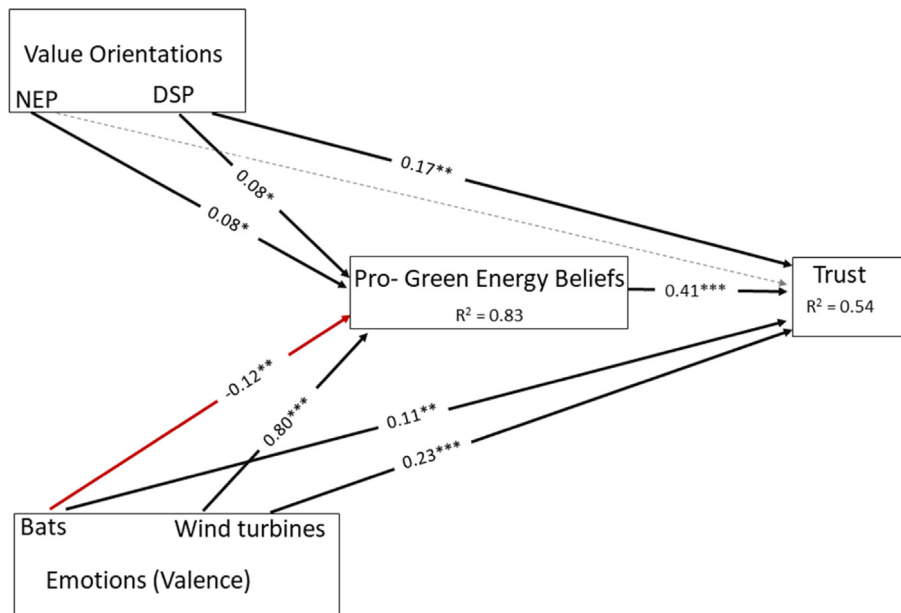 Value Orientations
NEP DSP
0.17**
0.08*
0.08*
Pro- Green Energy Beliefs
R² = 0.83
0.41***
Trust
R² = 0.54
-0.12**
0.80***
0.11**
0.23***
Bats Wind turbines
Emotions (Valence)